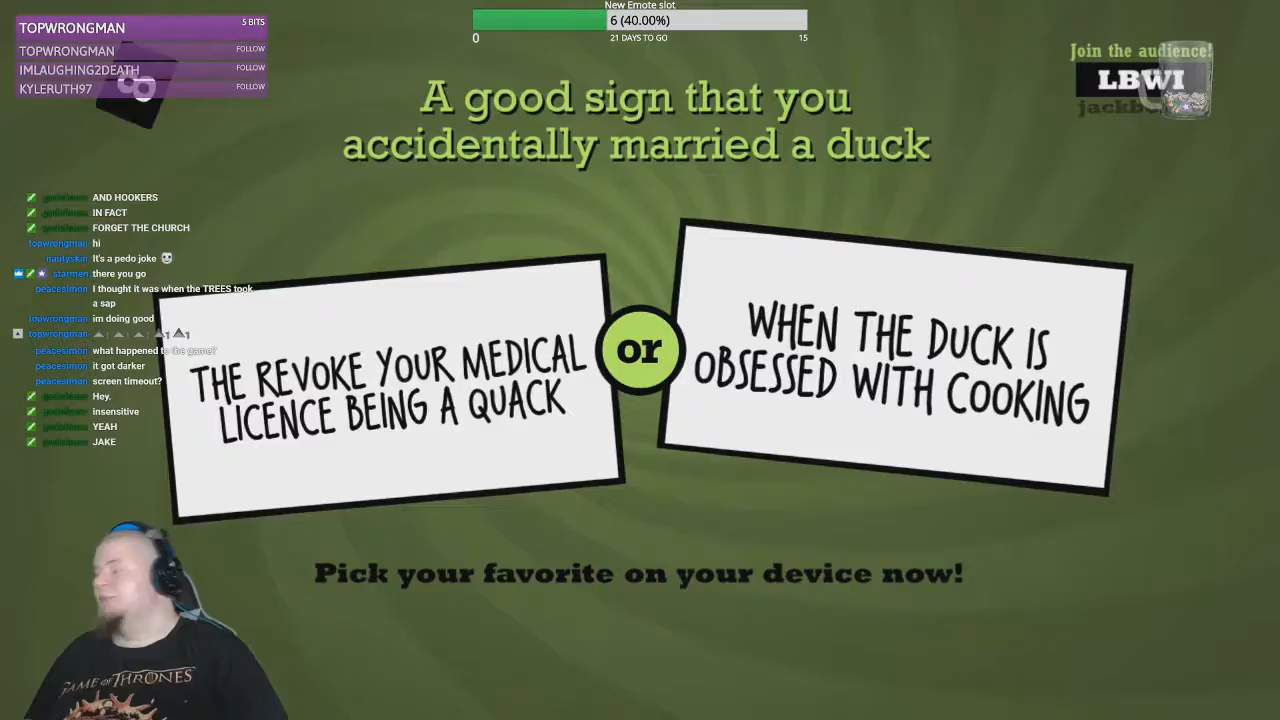 TOPWRONGMAN
5 BITS
TOPWRONGMAN
FOLLOW
IMLAUGHING2DEATH
FOLLOW
KYLERUTH97
FOLLOW
New Emote slot
6 (40.00%)
0
21 DAYS TO GO
15
Join the audience!
LBWI
A good sign that you
accidentally married a duck
AND HOOKERS
IN FACT
FORGET THE CHURCH
topwrongman hi
nautyskin It's a pedo joke
starmen there you go
peacesimon I thought it was when the TREES took
a sap
topwrongman im doing good
topwrongman
peacesimon what happened to the game?
peacesimon it got darker
peacesimon screen timeout?
Hey.
insensitive
YEAH
JAKE
THE REVOKE YOUR MEDICAL
LICENCE BEING A QUACK
or
WHEN THE DUCK IS
OBSESSED WITH COOKING
Pick your favorite on your device now!
GAME OF THRONES